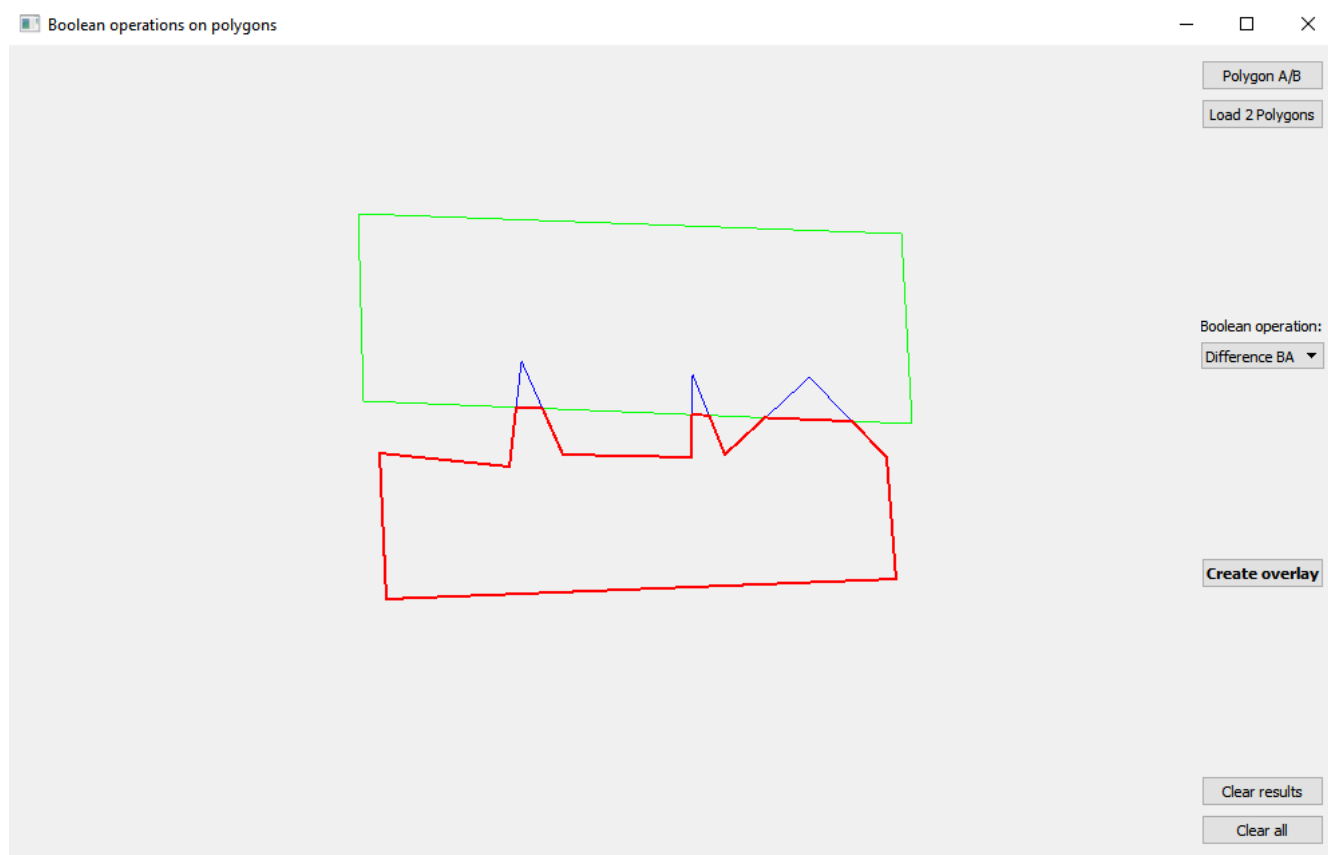 Boolean operations on polygons
Polygon A/B
Load 2 Polygons
Boolean operation:
Difference BA
Create overlay
Clear results
Clear all